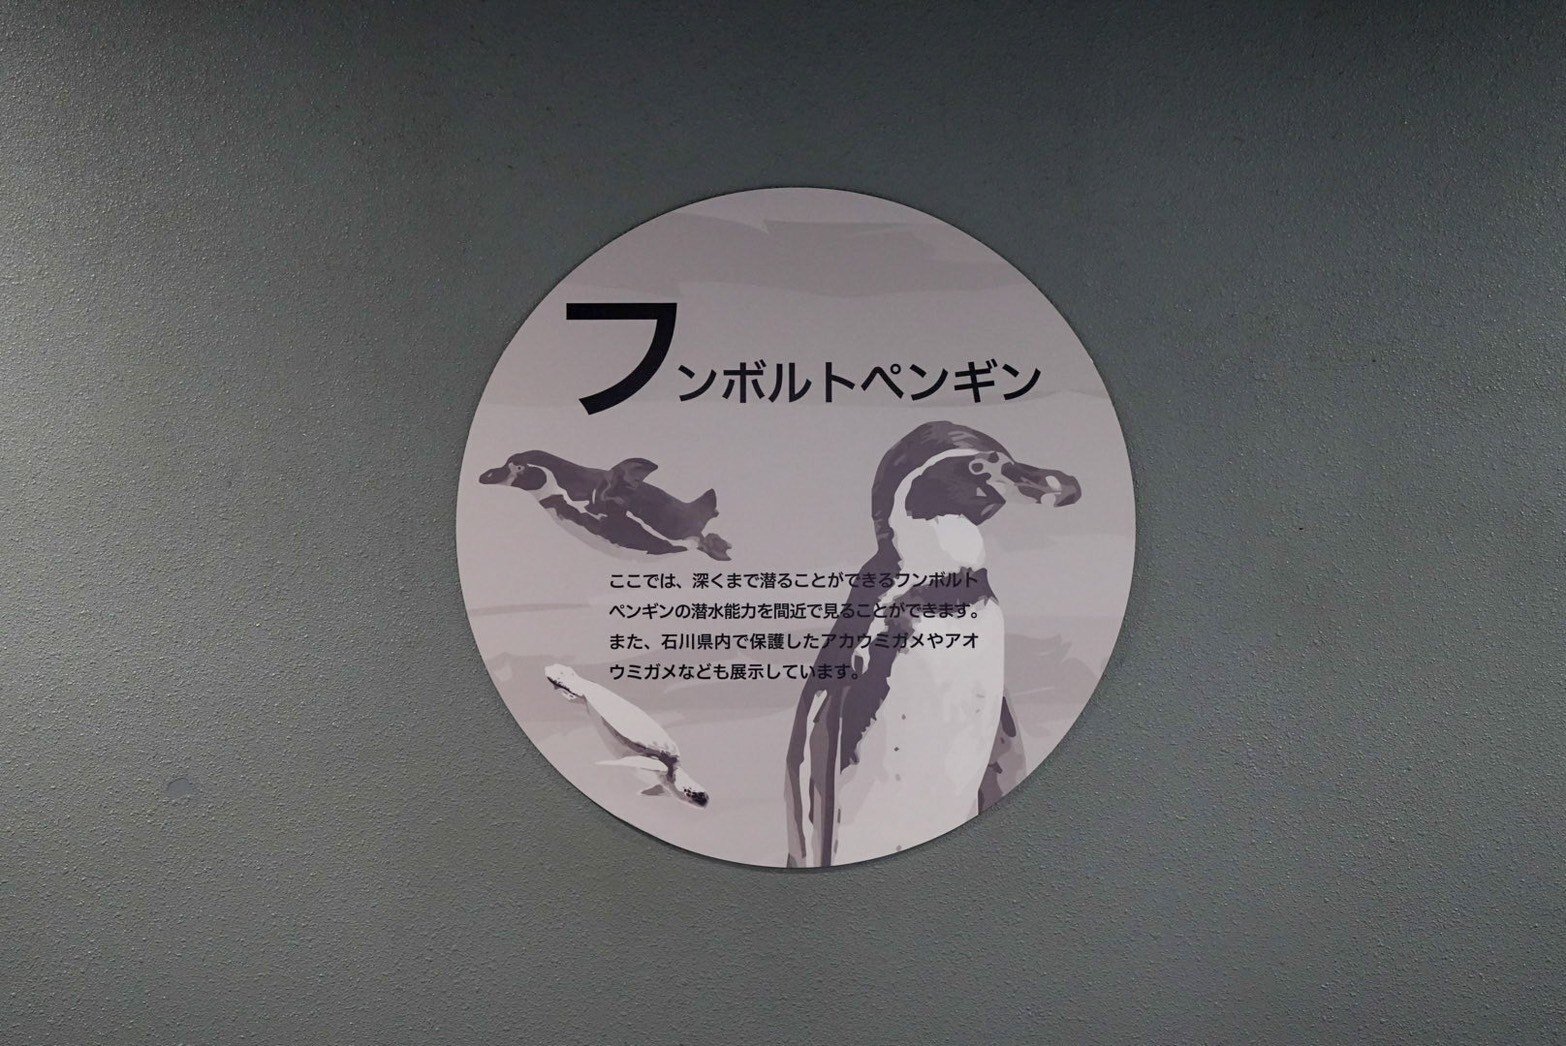 フンボルトペンギン
ここでは、深くまで潜ることができるフンボルト
ペンギンの潜水能力を間近で見ることができます。
また、石川県内で保護したアカウミガメやアオ
ウミガメなども展示しています。